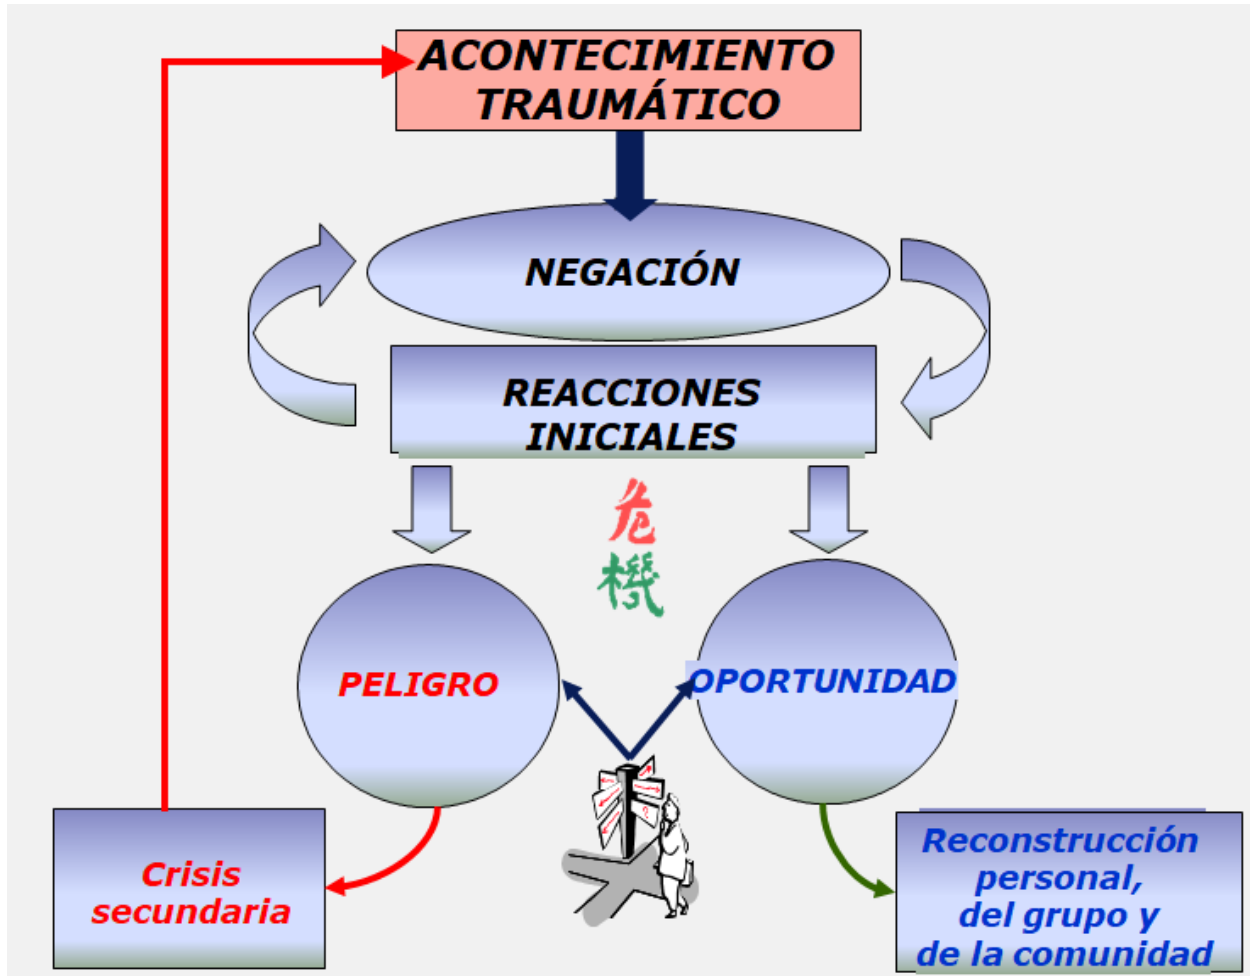 ACONTECIMIENTO
TRAUMÁTICO
NEGACIÓN
REACCIONES
INICIALES
危
機
PELIGRO
OPORTUNIDAD
?
Crisis
secundaria
Reconstrucción
personal,
del grupo y
de la comunidad